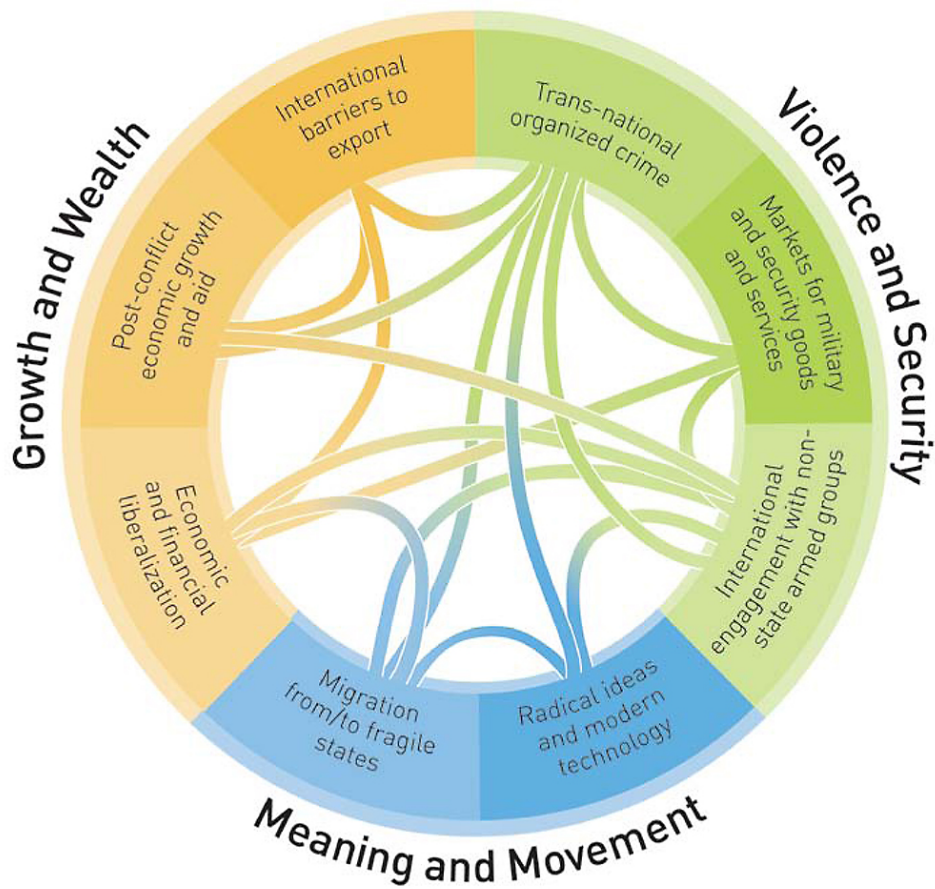 Growth and Wealth
International
barriers to
export
Post-conflict
economic growth
and aid
Economic
and financial
liberalization
Violence and Security
Trans-national
organized crime
Markets for military
and security goods
and services
International
engagement with non-
state armed groups
Meaning and Movement
Migration
from/to fragile
states
Radical ideas
and modern
technology